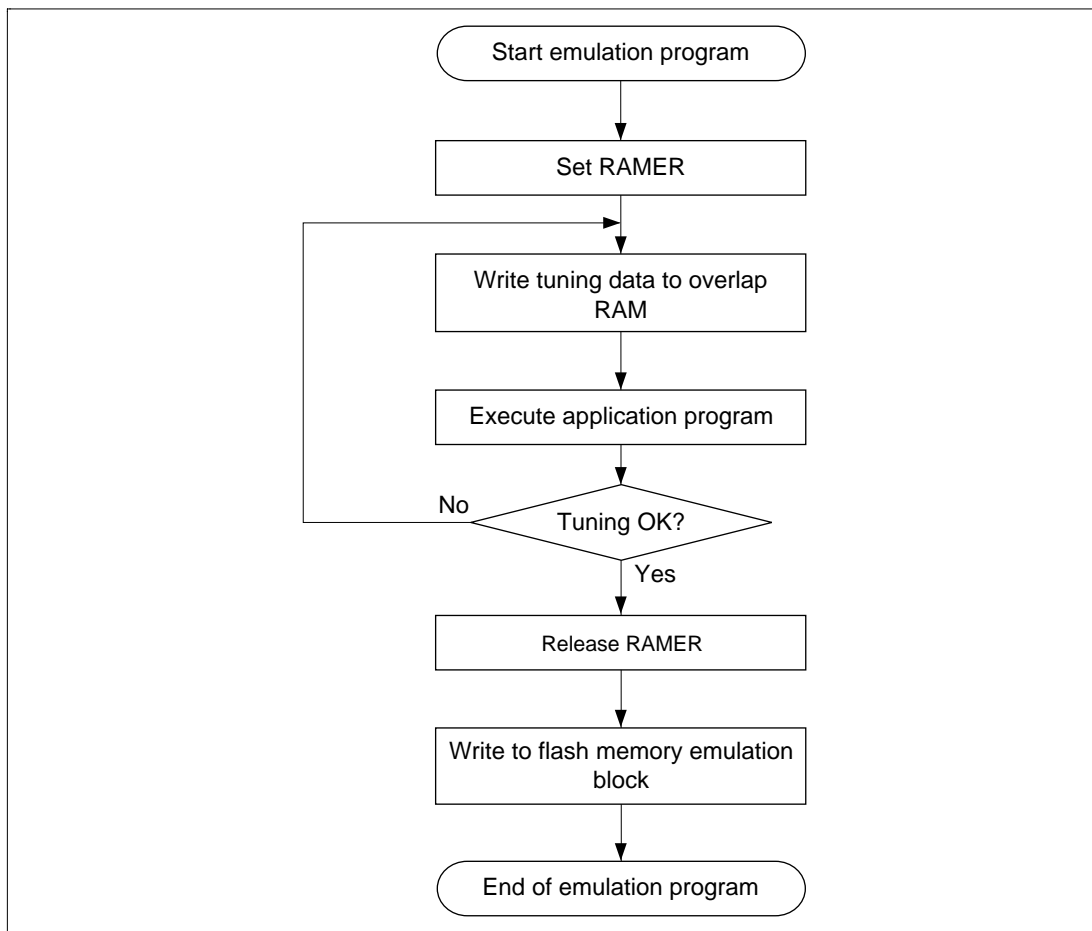 Start emulation program
Set RAMER
Write tuning data to overlap
RAM
Execute application program
No
Tuning OK?
Yes
Release RAMER
Write to flash memory emulation
block
End of emulation program